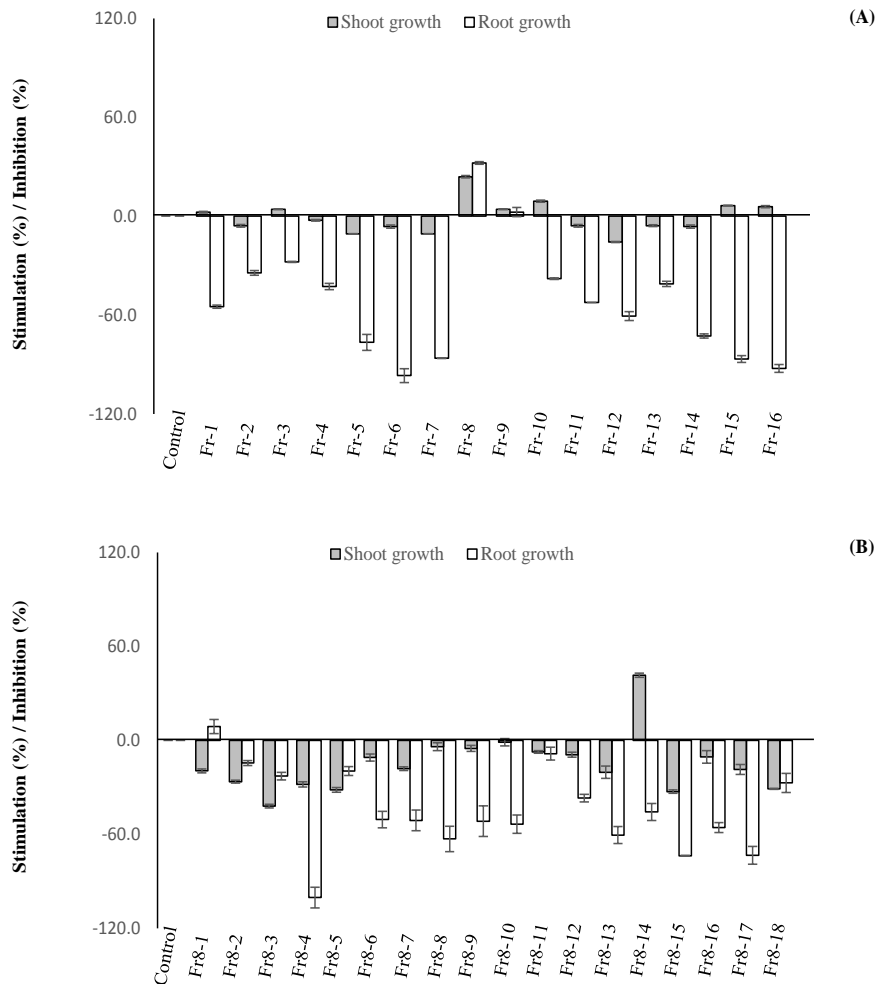 (A)
Shoot growth Root growth
Stimulation (%) / Inhibition (%)
120.0
60.0
0.0
-60.0
-120.0
Control Fr-1 Fr-2 Fr-3 Fr-4 Fr-5 Fr-6 Fr-7 Fr-8 Fr-9 Fr-10 Fr-11 Fr-12 Fr-13 Fr-14 Fr-15 Fr-16
(B)
Shoot growth Root growth
Stimulation (%) / Inhibition (%)
120.0
60.0
0.0
-60.0
-120.0
Control Fr8-1 Fr8-2 Fr8-3 Fr8-4 Fr8-5 Fr8-6 Fr8-7 Fr8-8 Fr8-9 Fr8-10 Fr8-11 Fr8-12 Fr8-13 Fr8-14 Fr8-15 Fr8-16 Fr8-17 Fr8-18